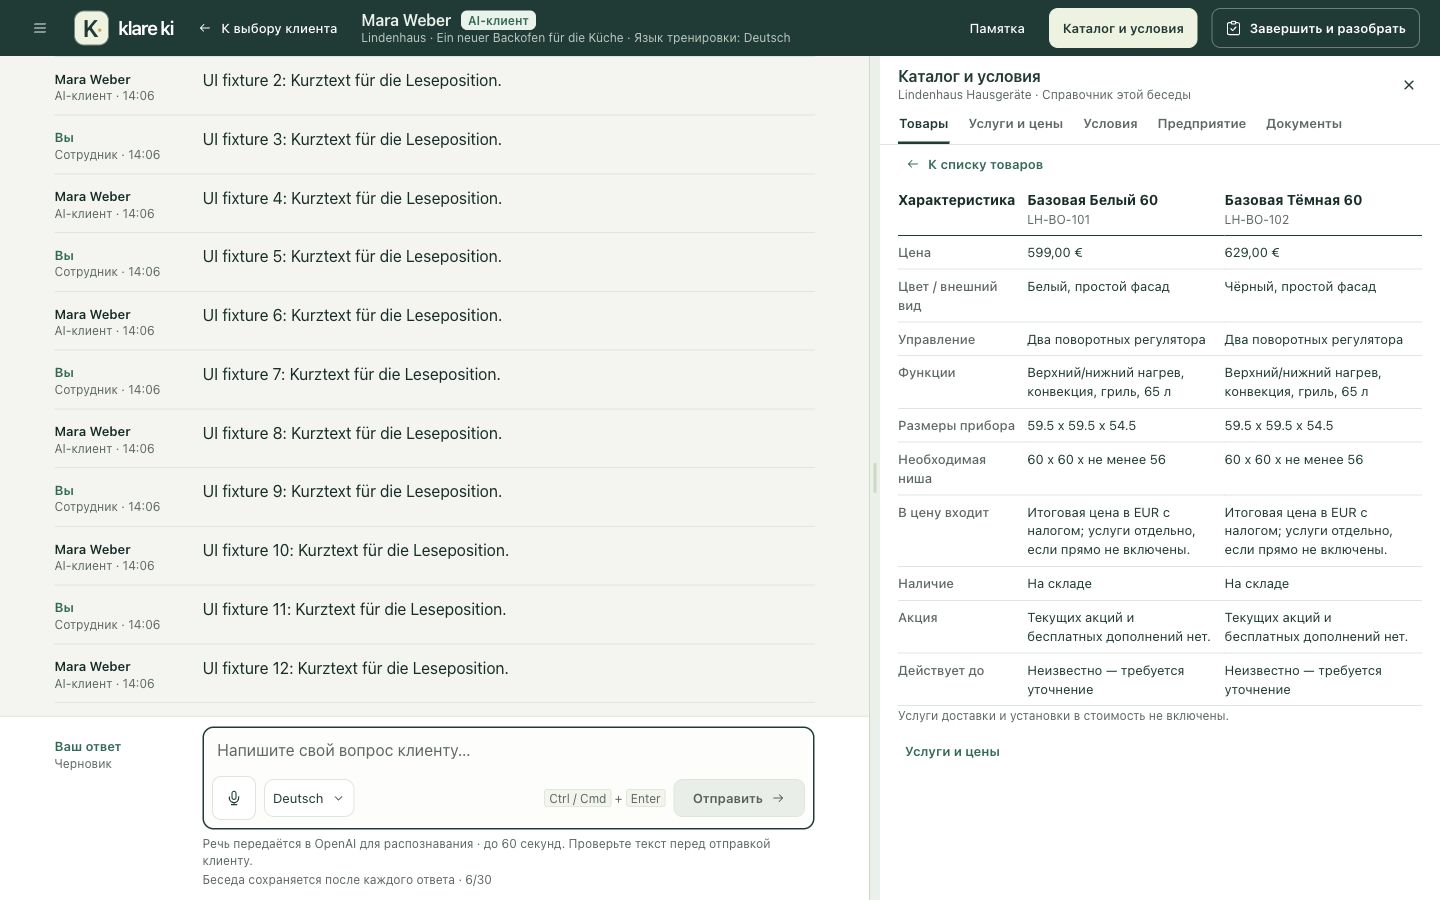 K klare ki
← К выбору клиента
Mara Weber AI-клиент
Lindenhaus · Ein neuer Backofen für die Küche · Язык тренировки: Deutsch
Памятка
Каталог и условия
Завершить и разобрать
Mara Weber
AI-клиент · 14:06
UI fixture 2: Kurztext für die Leseposition.
Вы
Сотрудник · 14:06
UI fixture 3: Kurztext für die Leseposition.
Mara Weber
AI-клиент · 14:06
UI fixture 4: Kurztext für die Leseposition.
Вы
Сотрудник · 14:06
UI fixture 5: Kurztext für die Leseposition.
Mara Weber
AI-клиент · 14:06
UI fixture 6: Kurztext für die Leseposition.
Вы
Сотрудник · 14:06
UI fixture 7: Kurztext für die Leseposition.
Mara Weber
AI-клиент · 14:06
UI fixture 8: Kurztext für die Leseposition.
Вы
Сотрудник · 14:06
UI fixture 9: Kurztext für die Leseposition.
Mara Weber
AI-клиент · 14:06
UI fixture 10: Kurztext für die Leseposition.
Вы
Сотрудник · 14:06
UI fixture 11: Kurztext für die Leseposition.
Mara Weber
AI-клиент · 14:06
UI fixture 12: Kurztext für die Leseposition.
Ваш ответ
Черновик
Напишите свой вопрос клиенту...
Deutsch
Ctrl / Cmd + Enter
Отправить →
Речь передаётся в OpenAI для распознавания · до 60 секунд. Проверьте текст перед отправкой
клиенту.
Беседа сохраняется после каждого ответа · 6/30
Каталог и условия
Lindenhaus Hausgeräte · Справочник этой беседы
Товары Услуги и цены Условия Предприятие Документы
← К списку товаров
Характеристика Базовая Белый 60 Базовая Тёмная 60
LH-BO-101 LH-BO-102
Цена 599,00 € 629,00 €
Цвет / внешний Белый, простой фасад Чёрный, простой фасад
вид
Управление Два поворотных регулятора Два поворотных регулятора
Функции Верхний/нижний нагрев, Верхний/нижний нагрев,
конвекция, гриль, 65 л конвекция, гриль, 65 л
Размеры прибора 59.5 x 59.5 x 54.5 59.5 x 59.5 x 54.5
Необходимая 60 x 60 x не менее 56 60 x 60 x не менее 56
ниша
В цену входит Итоговая цена в EUR с Итоговая цена в EUR с
налогом; услуги отдельно, налогом; услуги отдельно,
если прямо не включены. если прямо не включены.
Наличие На складе На складе
Акция Текущих акций и Текущих акций и
бесплатных дополнений нет. бесплатных дополнений нет.
Действует до Неизвестно — требуется Неизвестно — требуется
уточнение уточнение
Услуги доставки и установки в стоимость не включены.
Услуги и цены